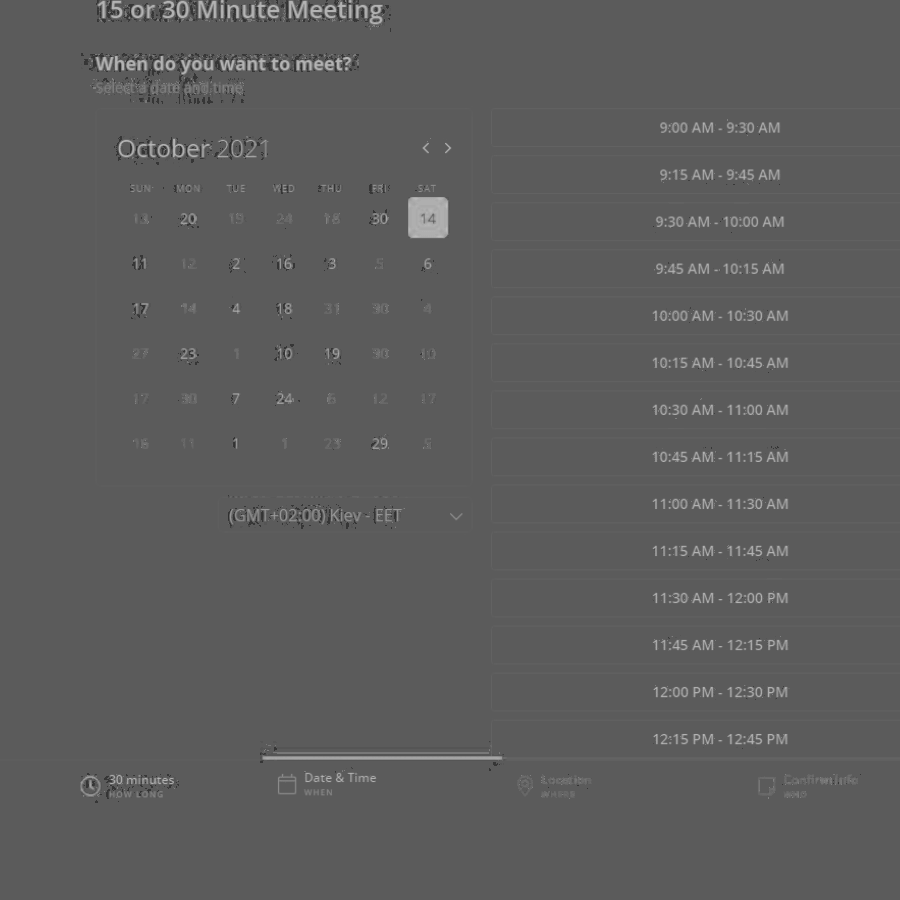 15 or 30 Minute Meeting
When do you want to meet?
Select a date and time
October 2021
SUN MON TUE WED THU FRI SAT
13 20 19 24 18 30 14
11 12 2 16 3 5 6
17 14 4 18 31 30 4
27 23 1 10 19 30 10
17 30 7 24 6 12 17
18 11 1 1 23 29 5
(GMT+02:00) Kiev - EET
9:00 AM - 9:30 AM
9:15 AM - 9:45 AM
9:30 AM - 10:00 AM
9:45 AM - 10:15 AM
10:00 AM - 10:30 AM
10:15 AM - 10:45 AM
10:30 AM - 11:00 AM
10:45 AM - 11:15 AM
11:00 AM - 11:30 AM
11:15 AM - 11:45 AM
11:30 AM - 12:00 PM
11:45 AM - 12:15 PM
12:00 PM - 12:30 PM
12:15 PM - 12:45 PM
30 minutes
HOW LONG
Date & Time
WHEN
Location
Confirm Info